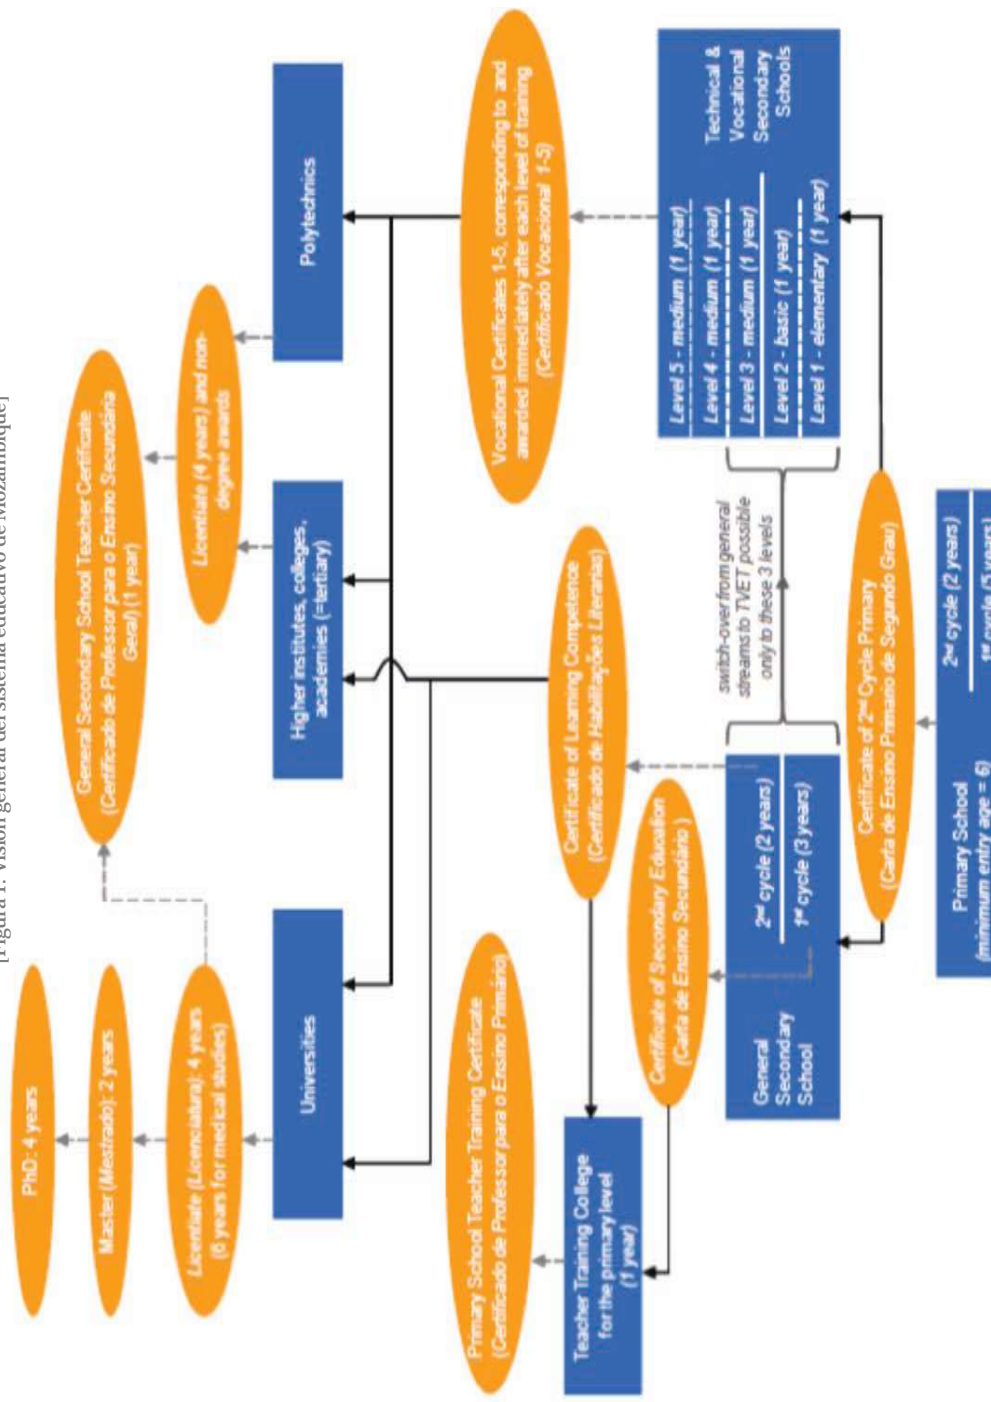 [Figura 1. Visión general del sistema educativo de Mozambique]
PhD: 4 years
Master (Mestrado): 2 years
Licentiate (Licenciatura): 4 years
(6 years for medical studies)
General Secondary School Teacher Certificate
(Certificado de Professor para o Ensino Secundária
Geral) (1 year)
Licentiate (4 years) and non-
degree awards
Universities
Higher institutes, colleges,
academies (=tertiary)
Polytechnics
Primary School Teacher Training Certificate
(Certificado de Professor para o Ensino Primário)
Vocational Certificates 1-5, corresponding to and
awarded immediately after each level of training
(Certificado Vocacional 1-5)
Teacher Training College
for the primary level
(1 year)
Certificate of Learning Competence
(Certificado de Habilitações Literarias)
Certificate of Secondary Education
(Carta de Ensino Secundário )
General
Secondary
School
2nd cycle (2 years)
1st cycle (3 years)
switch-over from general
streams to TVET possible
only to these 3 levels
Level 5 - medium (1 year)
Level 4 - medium (1 year)
Level 3 - medium (1 year)
Level 2 - basic (1 year)
Level 1 - elementary (1 year)
Technical &
Vocational
Secondary
Schools
Certificate of 2nd Cycle Primary
(Carta de Ensino Primario de Segundo Grau)
Primary School
(minimum entry age = 6)
2nd cycle (2 years)
1st cycle (5 years)